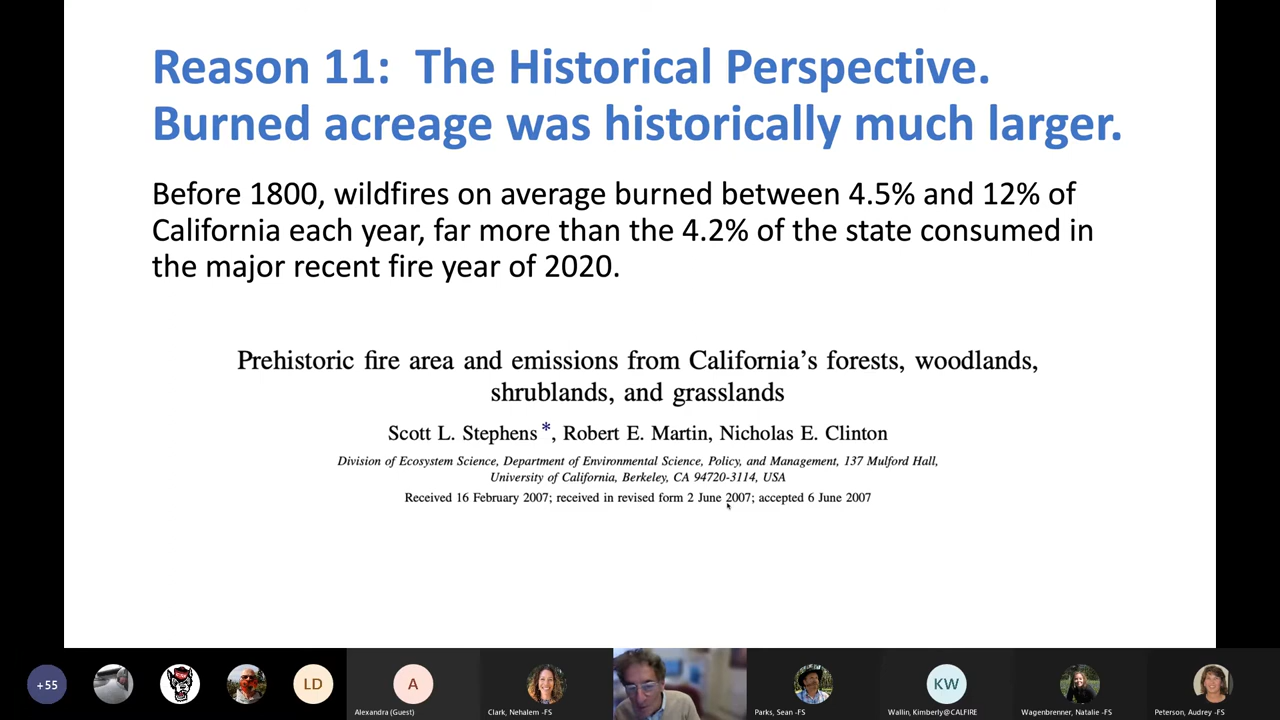 Reason 11:  The Historical Perspective.
Burned acreage was historically much larger.
Before 1800, wildfires on average burned between 4.5% and 12% of
California each year, far more than the 4.2% of the state consumed in
the major recent fire year of 2020.
Prehistoric fire area and emissions from California's forests, woodlands,
shrublands, and grasslands
Scott L. Stephens *, Robert E. Martin, Nicholas E. Clinton
Division of Ecosystem Science, Department of Environmental Science, Policy, and Management, 137 Mulford Hall,
University of California, Berkeley, CA 94720-3114, USA
Received 16 February 2007; received in revised form 2 June 2007; accepted 6 June 2007
+55
LD
A
KW
Alexandra (Guest)
Clark, Nehalem -FS
Parks, Sean -FS
Wallin, Kimberly@CALFIRE
Wagenbrenner, Natalie -FS
Peterson, Audrey -FS